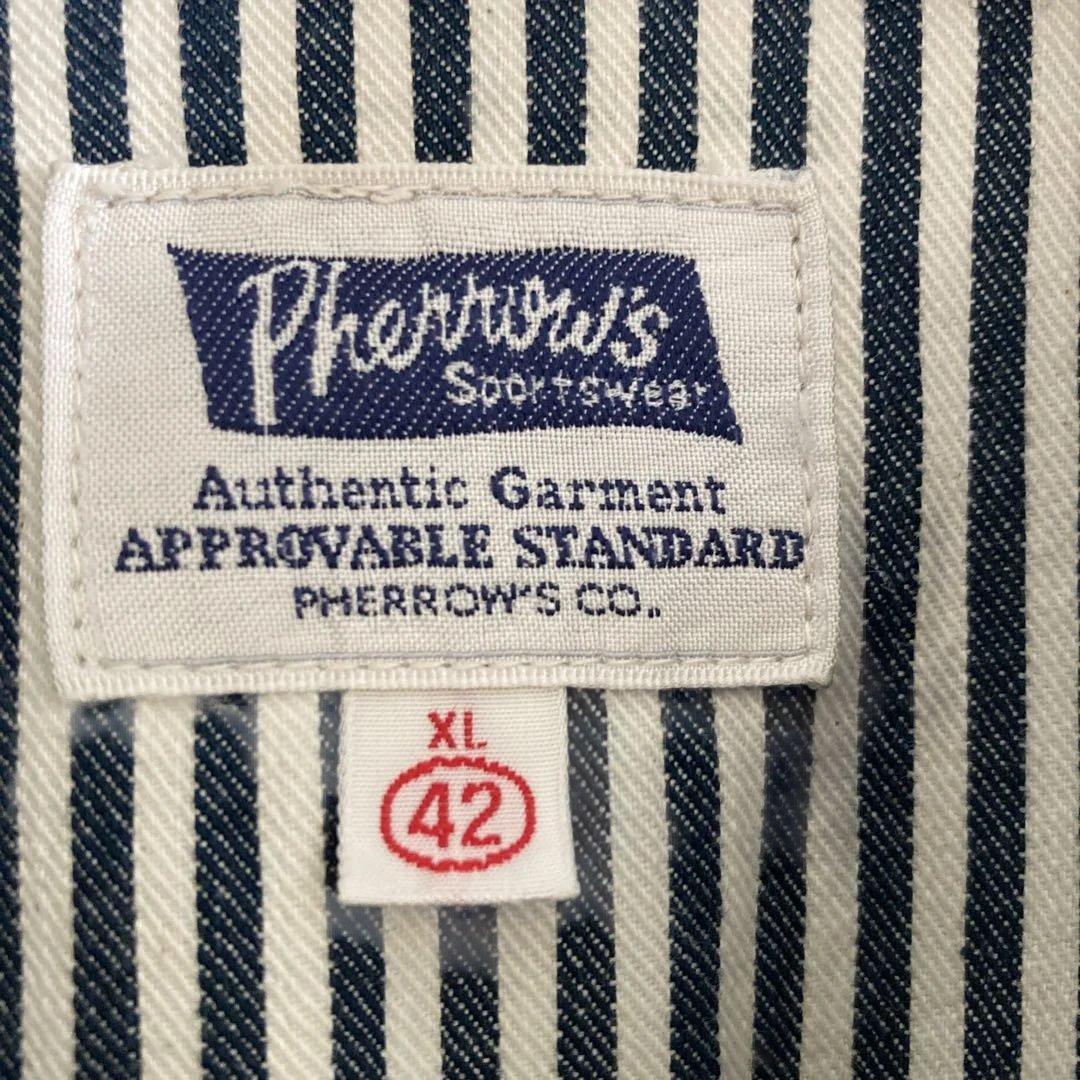 Pherrow's
Sportswear
Authentic Garment
APPROVABLE STANDARD
PHERROW'S CO.
XL
42